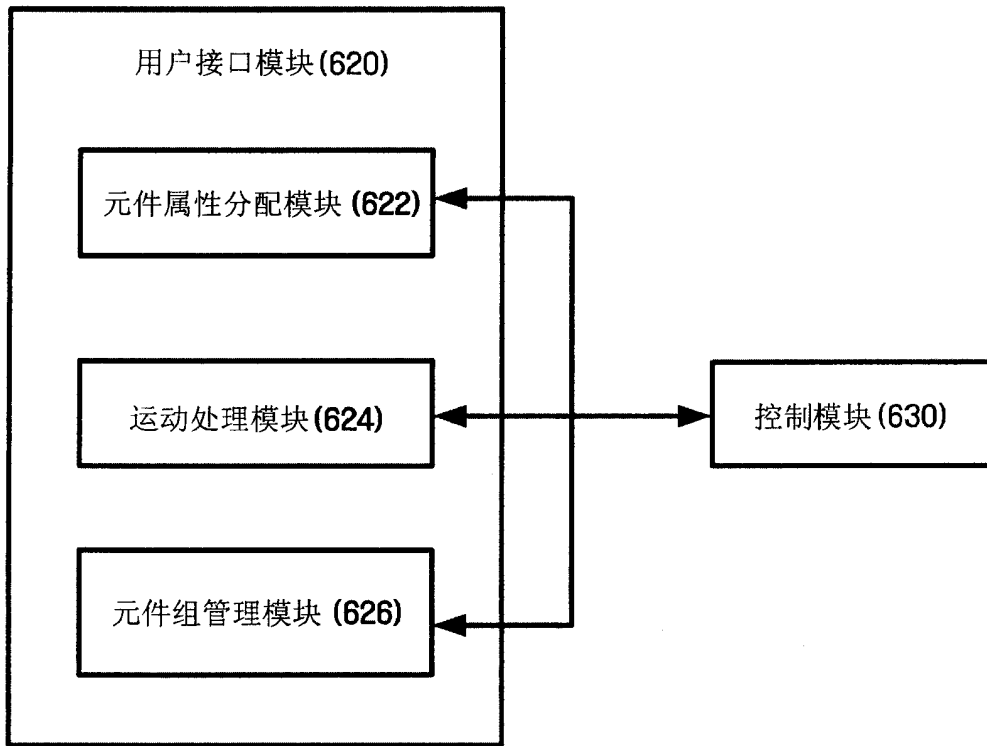 用户接口模块(620)
元件属性分配模块 (622)
运动处理模块(624)
控制模块(630)
元件组管理模块 (626)